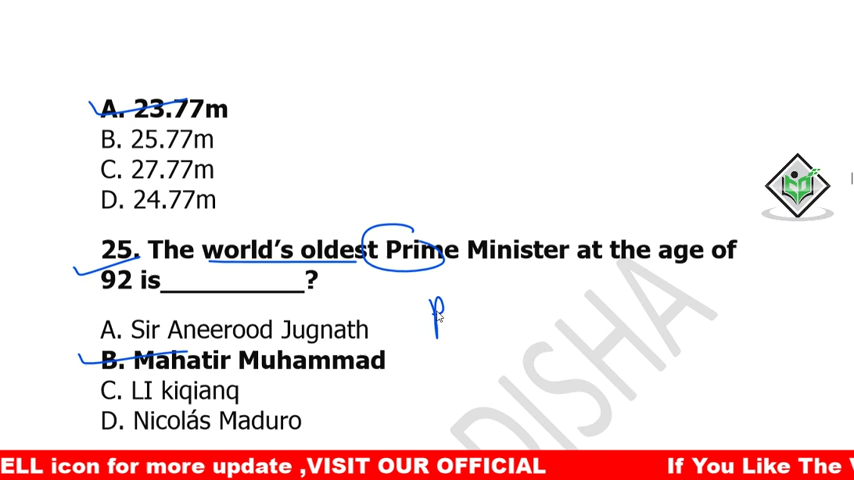 A. 23.77m
B. 25.77m
C. 27.77m
D. 24.77m
25. The world's oldest Prime Minister at the age of
92 is___________?
P
A. Sir Aneerood Jugnath
B. Mahatir Muhammad
C. LI kiqianq
D. Nicolás Maduro
DISHA
ELL icon for more update ,VISIT OUR OFFICIAL If You Like The V